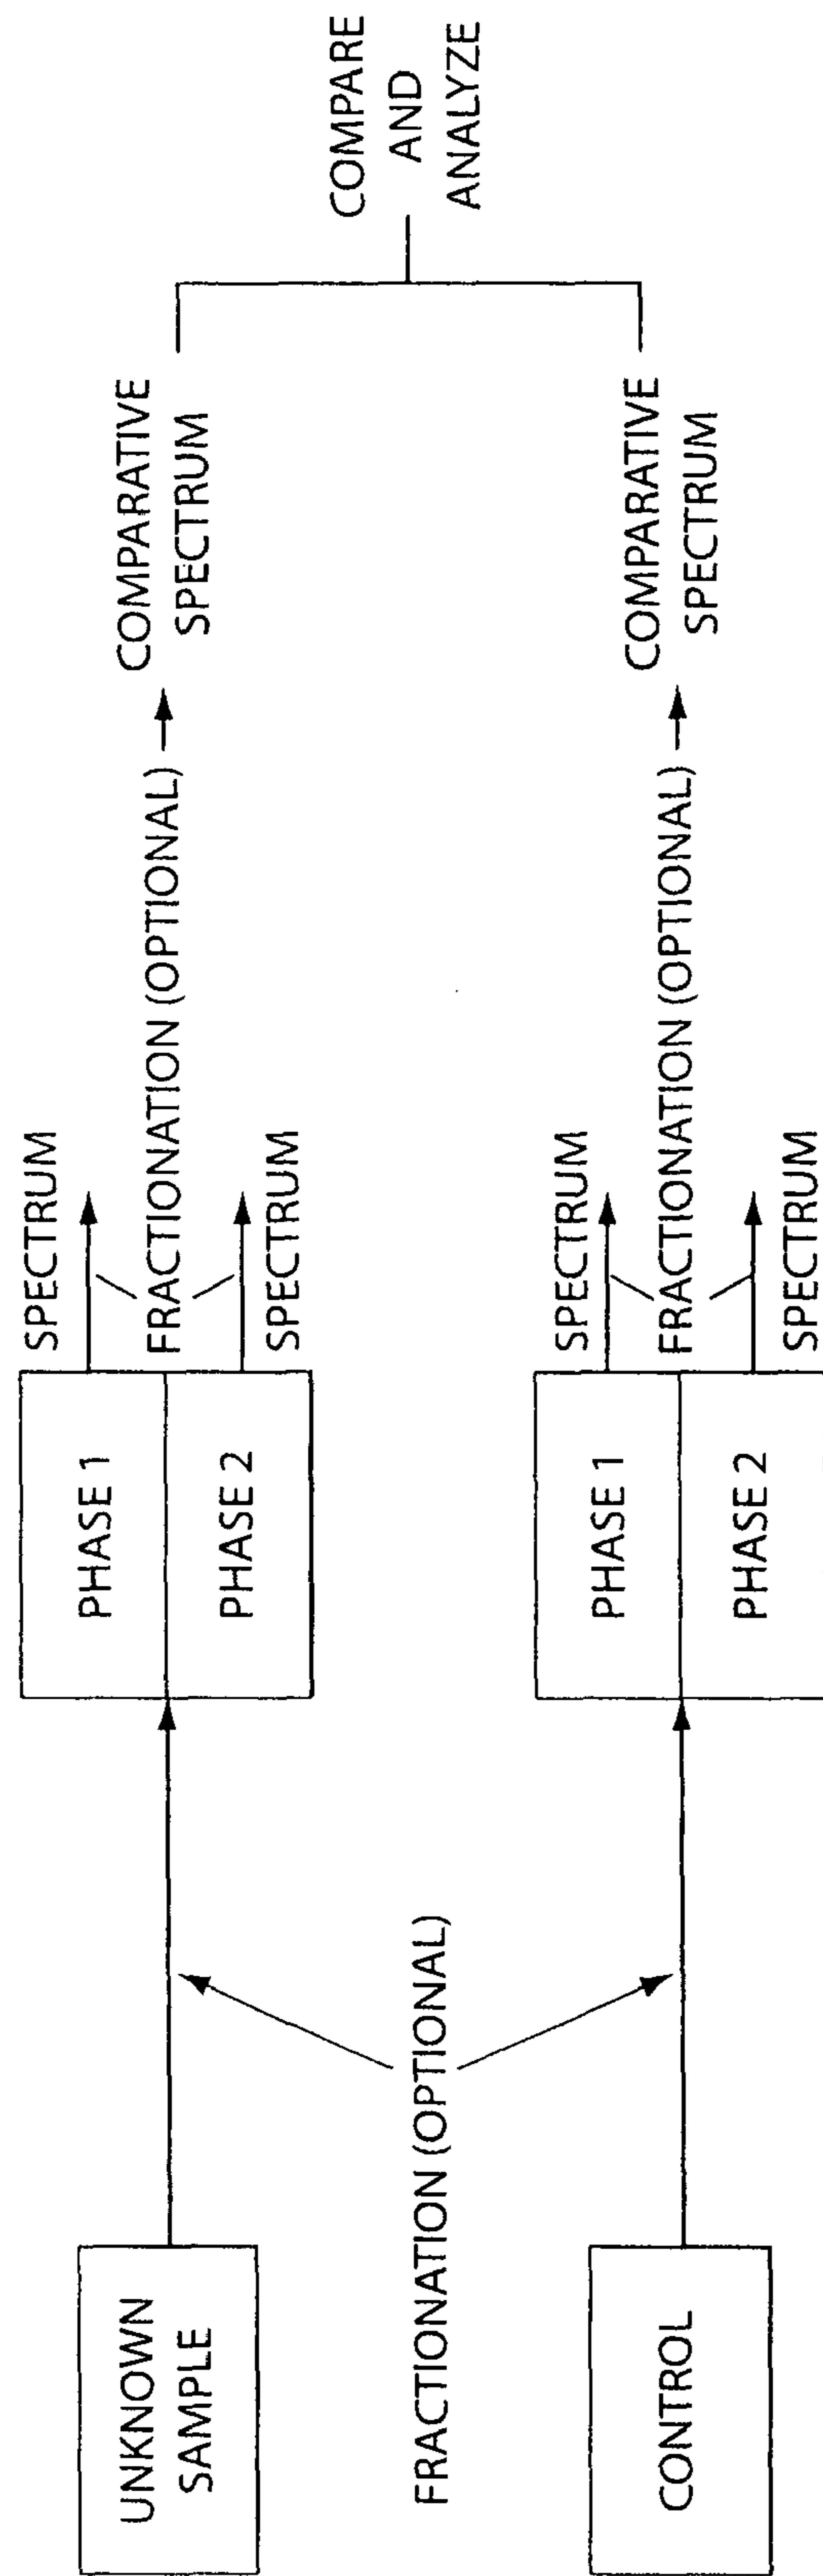 UNKNOWN
SAMPLE
PHASE 1
PHASE 2
SPECTRUM
FRACTIONATION (OPTIONAL)
SPECTRUM
COMPARATIVE
SPECTRUM
FRACTIONATION (OPTIONAL)
COMPARE
AND
ANALYZE
CONTROL
PHASE 1
PHASE 2
SPECTRUM
FRACTIONATION (OPTIONAL)
SPECTRUM
COMPARATIVE
SPECTRUM